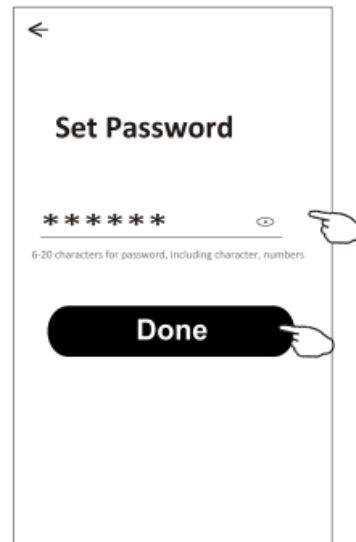 Set Password
******
6-20 characters for password, including character, numbers
Done